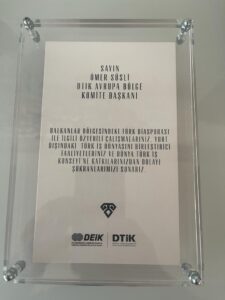 SAYIN
ÖMER SÜSLİ
DTİK AVRUPA BÖLGE
KOMİTE BAŞKANI
BALKANLAR BÖLGESİNDEKİ TÜRK DİASPORASI
İLE İLGİLİ ÖZVERİLİ ÇALIŞMALARINIZ, YURT
DIŞINDAKİ TÜRK İŞ DÜNYASINI BİRLEŞTİRİCİ
FAALİYETLERİNİZ VE DÜNYA TÜRK İŞ
KONSEYİ'NE KATKILARINIZDAN DOLAYI
ŞÜKRANLARIMIZI SUNARIZ.
DEİK DTİK